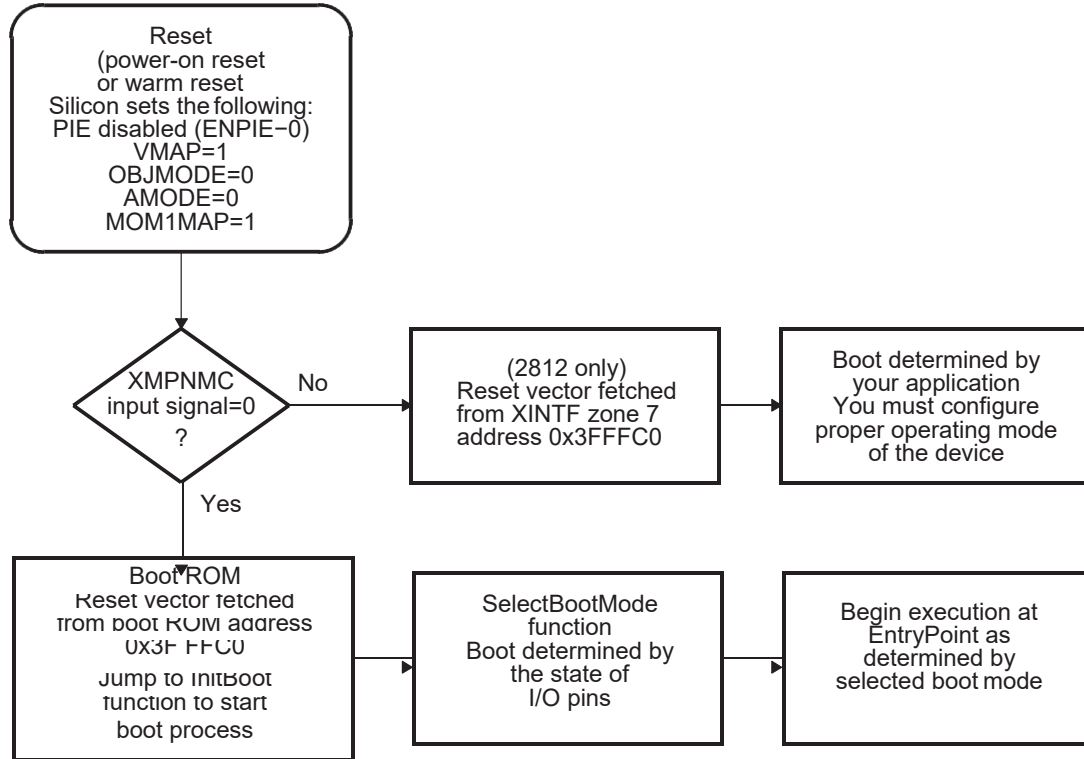 Reset
(power-on reset
or warm reset
Silicon sets the following:
PIE disabled (ENPIE−0)
VMAP=1
OBJMODE=0
AMODE=0
MOM1MAP=1
XMPNMC
input signal=0
?
No
(2812 only)
Reset vector fetched
from XINTF zone 7
address 0x3FFFC0
Boot determined by
your application
You must configure
proper operating mode
of the device
Yes
Boot ROM
Reset vector fetched
from boot ROM address
0x3F FFC0
Jump to InitBoot
function to start
boot process
SelectBootMode
function
Boot determined by
the state of
I/O pins
Begin execution at
EntryPoint as
determined by
selected boot mode